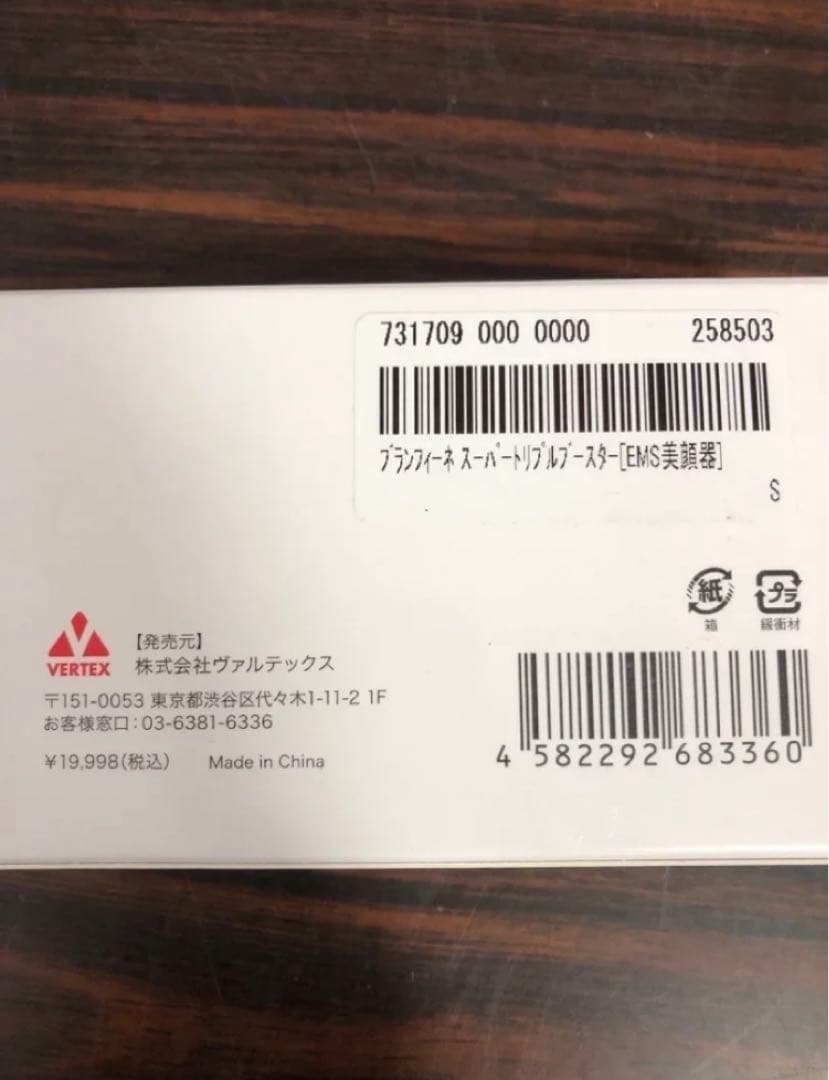 731709 000 0000 258503
ﾌﾞﾗﾝﾌｨｰﾈ ｽｰﾊﾟｰﾄﾘﾌﾟﾙﾌﾞｰｽﾀｰ[EMS美顔器]
S
紙
プラ
箱
緩衝材
VERTEX
【発売元】
株式会社ヴァルテックス
〒151-0053 東京都渋谷区代々木1-11-2 1F
お客様窓口：03-6381-6336
¥19,998(税込) Made in China
4 582292 683360